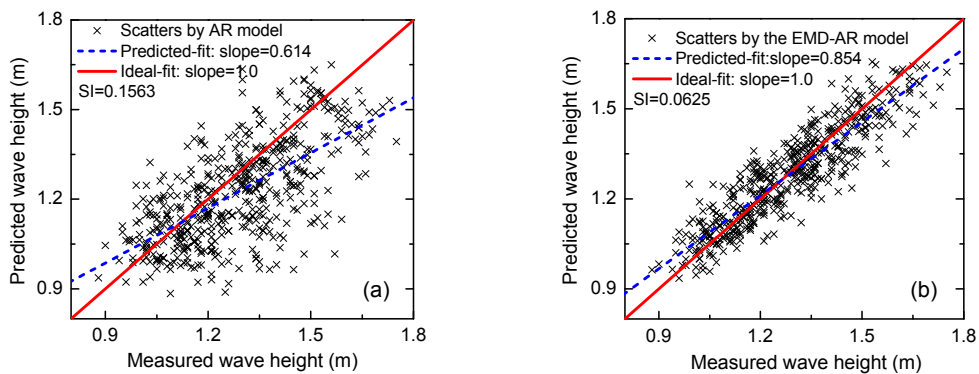 1.8
1.5
1.2
0.9
Predicted wave height (m)
× Scatters by AR model
Predicted-fit: slope=0.614
Ideal-fit: slope=1.0
SI=0.1563
(a)
0.9 1.2 1.5 1.8
Measured wave height (m)
1.8
1.5
1.2
0.9
Predicted wave height (m)
× Scatters by the EMD-AR model
Predicted-fit:slope=0.854
Ideal-fit: slope=1.0
SI=0.0625
(b)
0.9 1.2 1.5 1.8
Measured wave height (m)